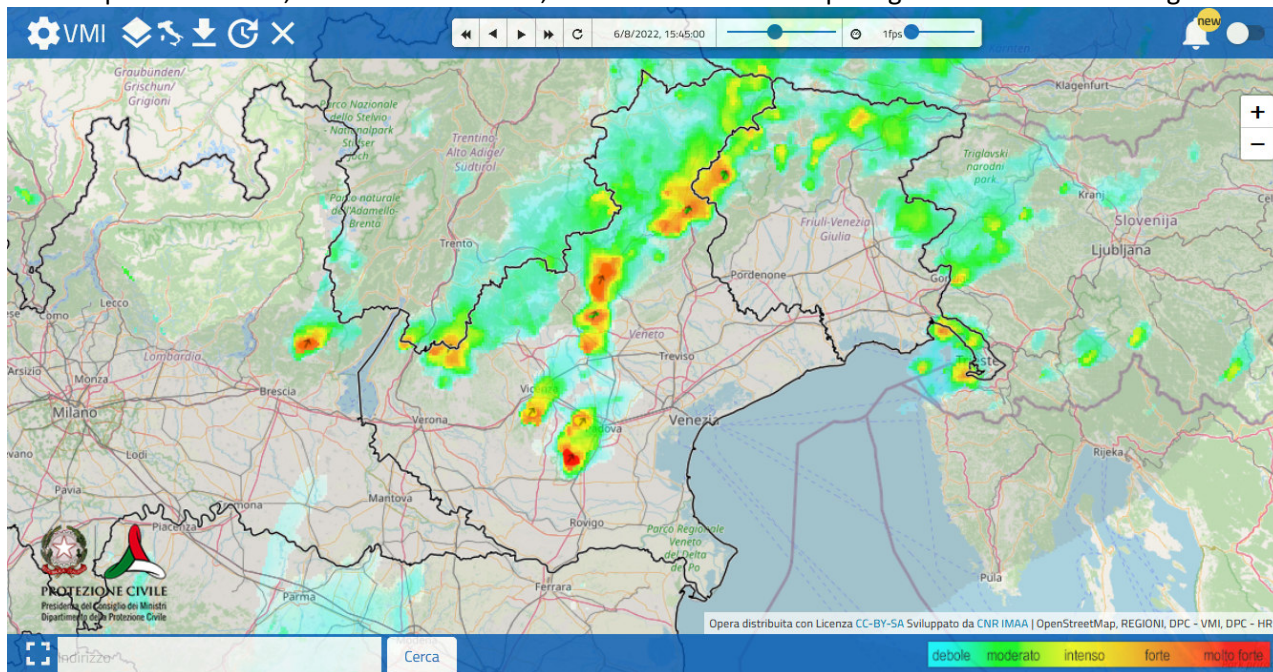 VMI
6/8/2022, 15:45:00
1fps
new
Graubünden/
Grischun/
Grigioni
Klagenfurt
+
−
Parco Nazionale
dello Stelvio
- Nationalpark
Stilfser
Joch
Trentino-
Alto Adige/
Südtirol
Triglavski
narodni
park
Kranj
Parco naturale
dell'Adamello-
Brenta
Slovenija
Friuli-Venezia
Giulia
Ljubljana
Trento
Pordenone
Gor
Lecco
Como
Veneto
Treviso
Trieste
Lombardia
Arsizio
Monza
Brescia
Vicenza
Milano
Verona
Venezia
Padova
Rijeka
Lodi
Pavia
Mantova
Cremona
Piacenza
Rovigo
Parco Regionale
Veneto
del Delta
del Po
Pula
PROTEZIONE CIVILE
Presidenza del Consiglio dei Ministri
Dipartimento della Protezione Civile
Parma
Ferrara
Opera distribuita con Licenza CC-BY-SA Sviluppato da CNR IMAA | OpenStreetMap, REGIONI, DPC - VMI, DPC - HR
Indirizzo
Cerca
debole moderato intenso forte molto forte